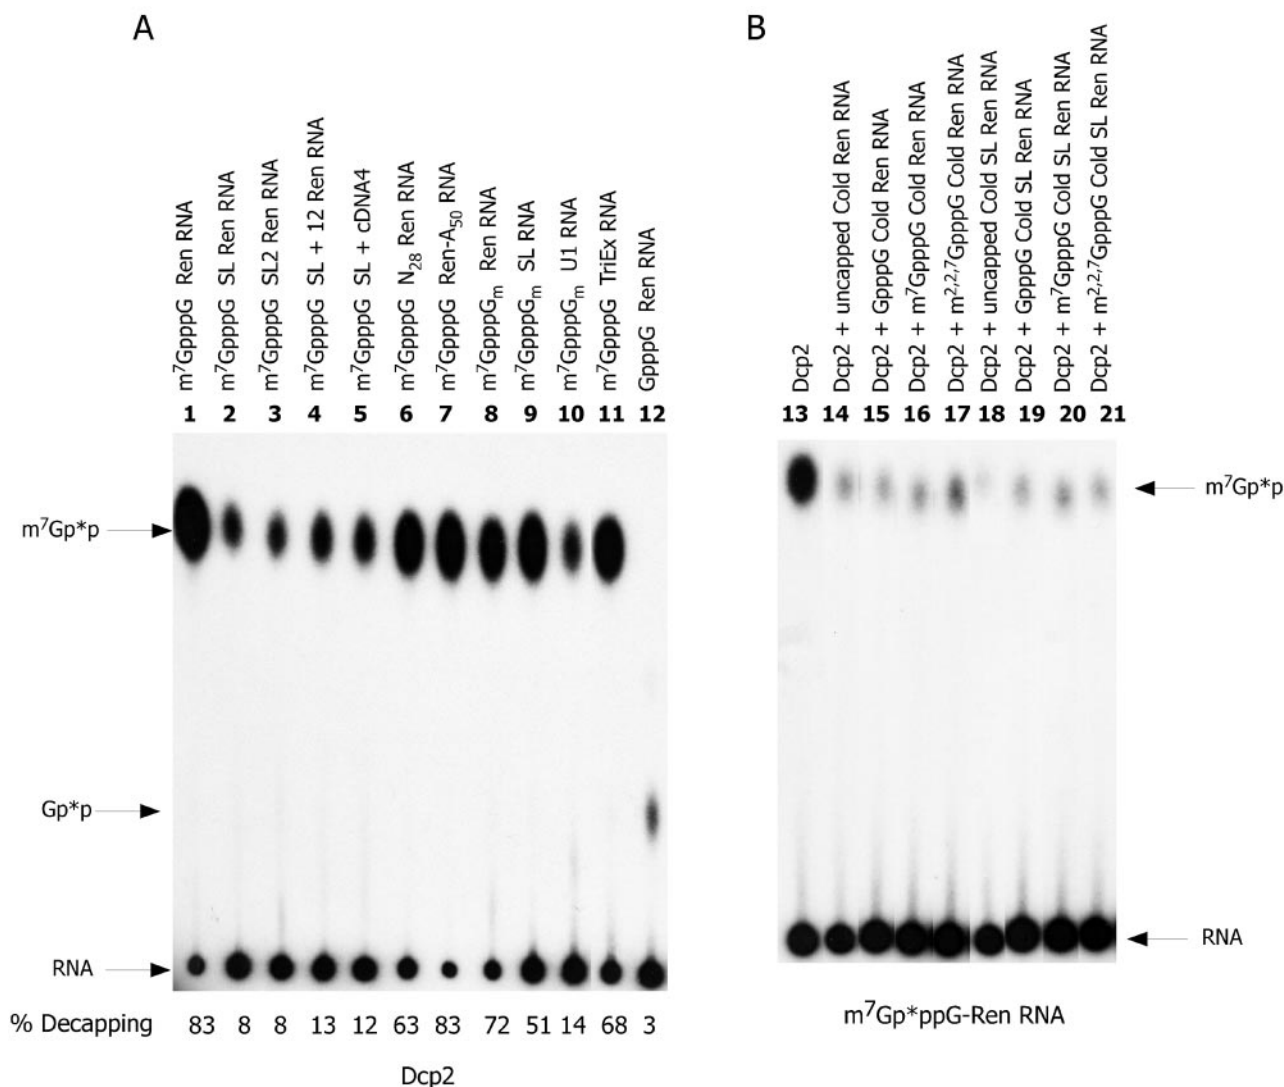 A
m⁷GpppG Ren RNA
m⁷GpppG SL Ren RNA
m⁷GpppG SL2 Ren RNA
m⁷GpppG SL + 12 Ren RNA
m⁷GpppG SL + cDNA4
m⁷GpppG N₂₈ Ren RNA
m⁷GpppG Ren-A₅₀ RNA
m⁷GpppGₘ Ren RNA
m⁷GpppGₘ SL RNA
m⁷GpppGₘ U1 RNA
m⁷GpppG TriEx RNA
GpppG Ren RNA
1 2 3 4 5 6 7 8 9 10 11 12
m⁷Gp*p
Gp*p
RNA
% Decapping 83 8 8 13 12 63 83 72 51 14 68 3
Dcp2
B
Dcp2
Dcp2 + uncapped Cold Ren RNA
Dcp2 + GpppG Cold Ren RNA
Dcp2 + m⁷GpppG Cold Ren RNA
Dcp2 + m²,²,⁷GpppG Cold Ren RNA
Dcp2 + uncapped Cold SL Ren RNA
Dcp2 + GpppG Cold SL Ren RNA
Dcp2 + m⁷GpppG Cold SL Ren RNA
Dcp2 + m²,²,⁷GpppG Cold SL Ren RNA
13 14 15 16 17 18 19 20 21
m⁷Gp*p
RNA
m⁷Gp*ppG-Ren RNA